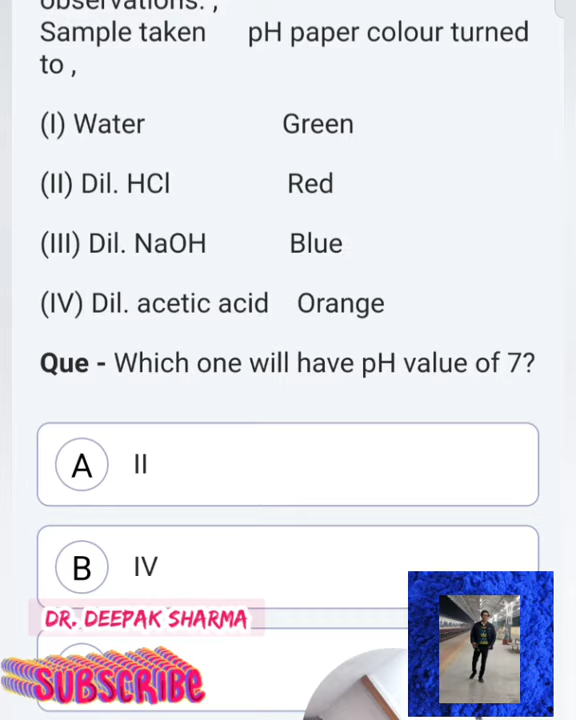 observations. ,
Sample taken pH paper colour turned
to ,
(I) Water Green
(II) Dil. HCl Red
(III) Dil. NaOH Blue
(IV) Dil. acetic acid Orange
Que - Which one will have pH value of 7?
A II
B IV
DR. DEEPAK SHARMA
SUBSCRIBE